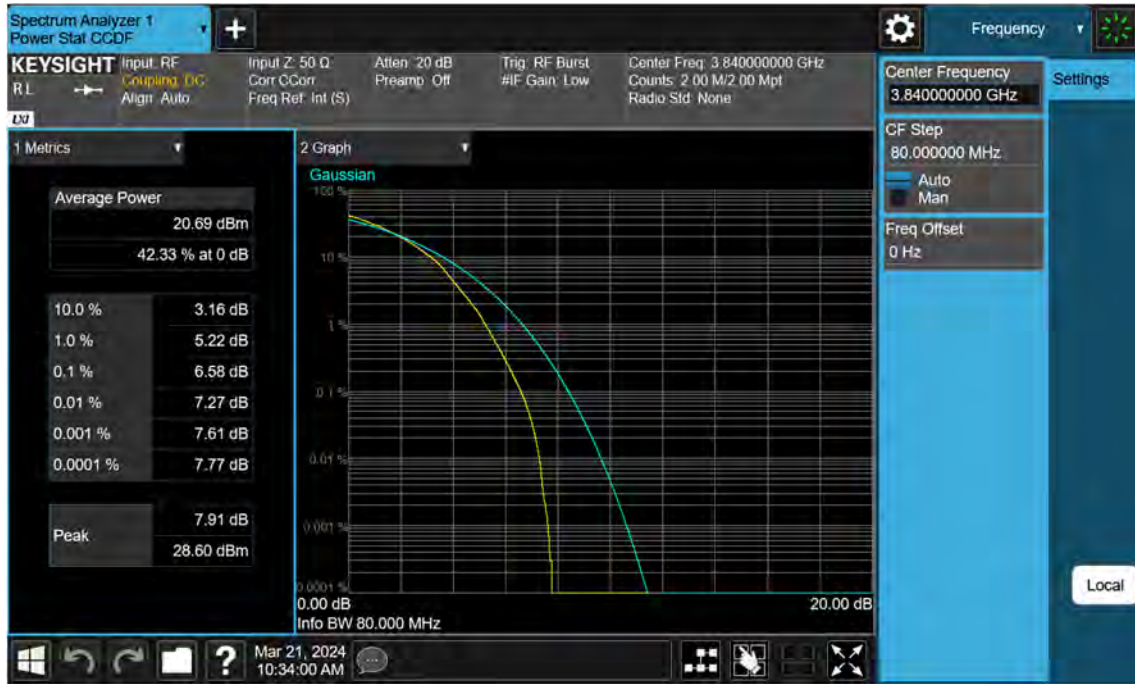 Spectrum Analyzer 1
Power Stat CCDF
+
Frequency
KEYSIGHT
RL
LXI
Input: RF
Coupling: DC
Align: Auto
Input Z: 50 Ω
Corr CCorr
Freq Ref: Int (S)
Atten: 20 dB
Preamp: Off
Trig: RF Burst
#IF Gain: Low
Center Freq: 3.840000000 GHz
Counts: 2.00 M/2.00 Mpt
Radio Std: None
Center Frequency
3.840000000 GHz
Settings
CF Step
80.000000 MHz
Auto
Man
Freq Offset
0 Hz
1 Metrics
Average Power
20.69 dBm
42.33 % at 0 dB
10.0 % 3.16 dB
1.0 % 5.22 dB
0.1 % 6.58 dB
0.01 % 7.27 dB
0.001 % 7.61 dB
0.0001 % 7.77 dB
Peak
7.91 dB
28.60 dBm
2 Graph
Gaussian
100 %
10 %
1 %
0.1 %
0.01 %
0.001 %
0.0001 %
0.00 dB
20.00 dB
Info BW 80.000 MHz
Local
?
Mar 21, 2024
10:34:00 AM